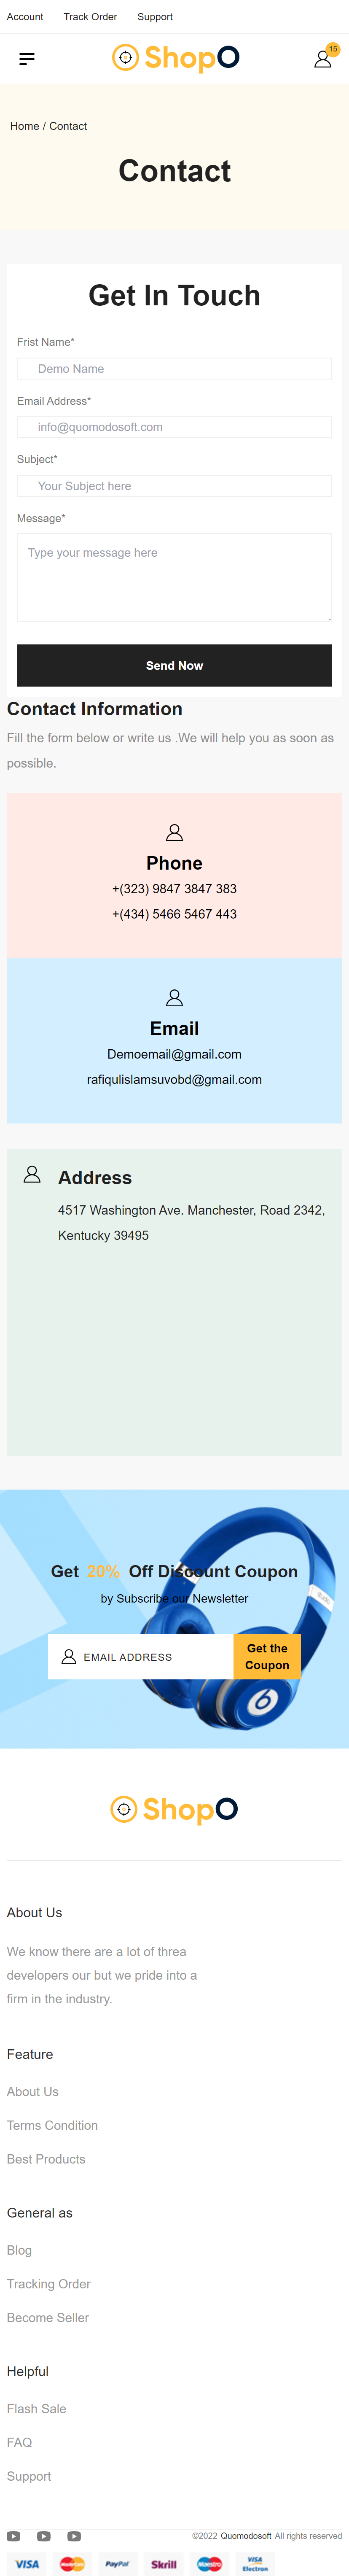 Account Track Order Support
ShopO
15
Home / Contact
Contact
Get In Touch
Frist Name*
Demo Name
Email Address*
info@quomodosoft.com
Subject*
Your Subject here
Message*
Type your message here
Send Now
Contact Information
Fill the form below or write us .We will help you as soon as
possible.
Phone
+(323) 9847 3847 383
+(434) 5466 5467 443
Email
Demoemail@gmail.com
rafiqulislamsuvobd@gmail.com
Address
4517 Washington Ave. Manchester, Road 2342,
Kentucky 39495
Get 20% Off Discount Coupon
by Subscribe our Newsletter
EMAIL ADDRESS
Get the
Coupon
ShopO
About Us
We know there are a lot of threa
developers our but we pride into a
firm in the industry.
Feature
About Us
Terms Condition
Best Products
General as
Blog
Tracking Order
Become Seller
Helpful
Flash Sale
FAQ
Support
©2022 Quomodosoft All rights reserved
VISA MasterCard PayPal Skrill Maestro VISA
Electron